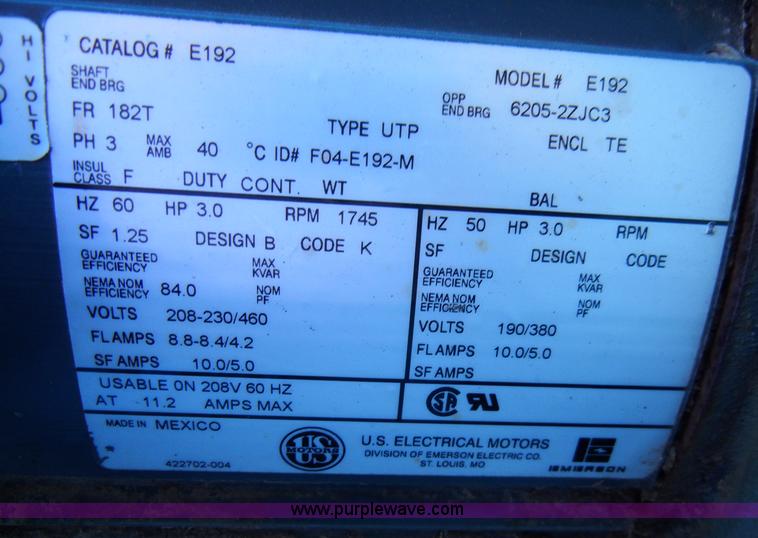 HI VOLTS
CATALOG # E192
MODEL# E192
SHAFT
END BRG
OPP
END BRG 6205-2ZJC3
FR 182T
TYPE UTP
ENCL TE
PH 3 MAX AMB 40 °C ID# F04-E192-M
INSUL CLASS F DUTY CONT. WT
BAL
HZ 60 HP 3.0 RPM 1745
SF 1.25 DESIGN B CODE K
GUARANTEED EFFICIENCY MAX KVAR
NEMA NOM EFFICIENCY 84.0 NOM PF
VOLTS 208-230/460
FL AMPS 8.8-8.4/4.2
SF AMPS 10.0/5.0
HZ 50 HP 3.0 RPM
SF DESIGN CODE
GUARANTEED EFFICIENCY MAX KVAR
NEMA NOM EFFICIENCY NOM PF
VOLTS 190/380
FL AMPS 10.0/5.0
SF AMPS
USABLE ON 208V 60 HZ
AT 11.2 AMPS MAX
MADE IN MEXICO
422702-004
US MOTORS
U.S. ELECTRICAL MOTORS
DIVISION OF EMERSON ELECTRIC CO.
ST. LOUIS, MO
EMERSON
www.purplewave.com